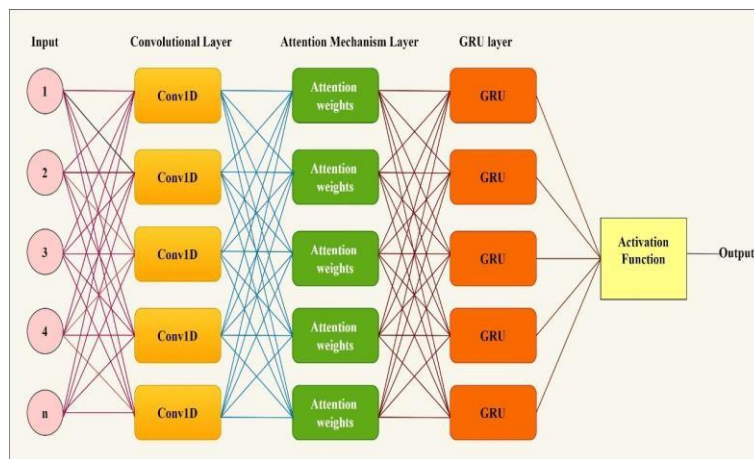 Input Convolutional Layer Attention Mechanism Layer GRU layer
1 Conv1D Attention weights GRU
2 Conv1D Attention weights GRU
3 Conv1D Attention weights GRU
Activation Function
Output
4 Conv1D Attention weights GRU
n Conv1D Attention weights GRU